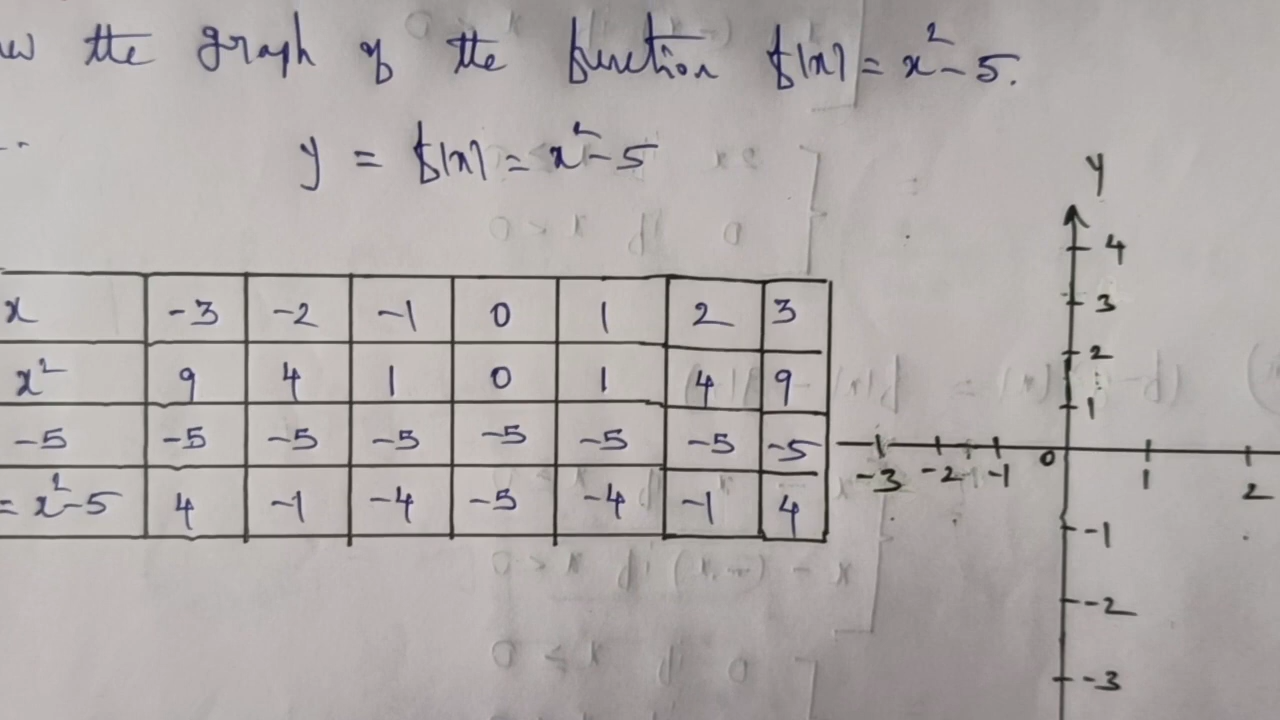 the graph of the function f(x) = x² - 5.
y = f(x) = x² - 5
x -3 -2 -1 0 1 2 3
x² 9 4 1 0 1 4 9
-5 -5 -5 -5 -5 -5 -5 -5
= x² - 5 4 -1 -4 -5 -4 -1 4
y
4
3
2
1
-3 -2 -1 0 1 2
-1
-2
-3